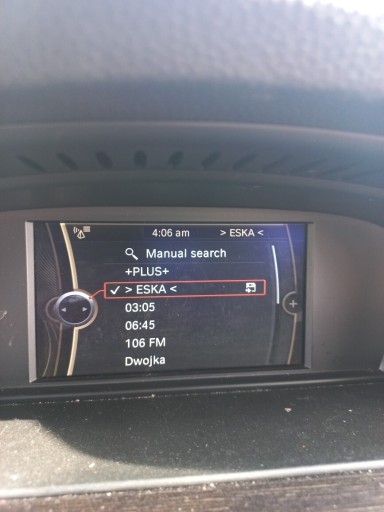 4:06 am > ESKA <
Manual search
+PLUS+
> ESKA <
03:05
06:45
106 FM
Dwojka